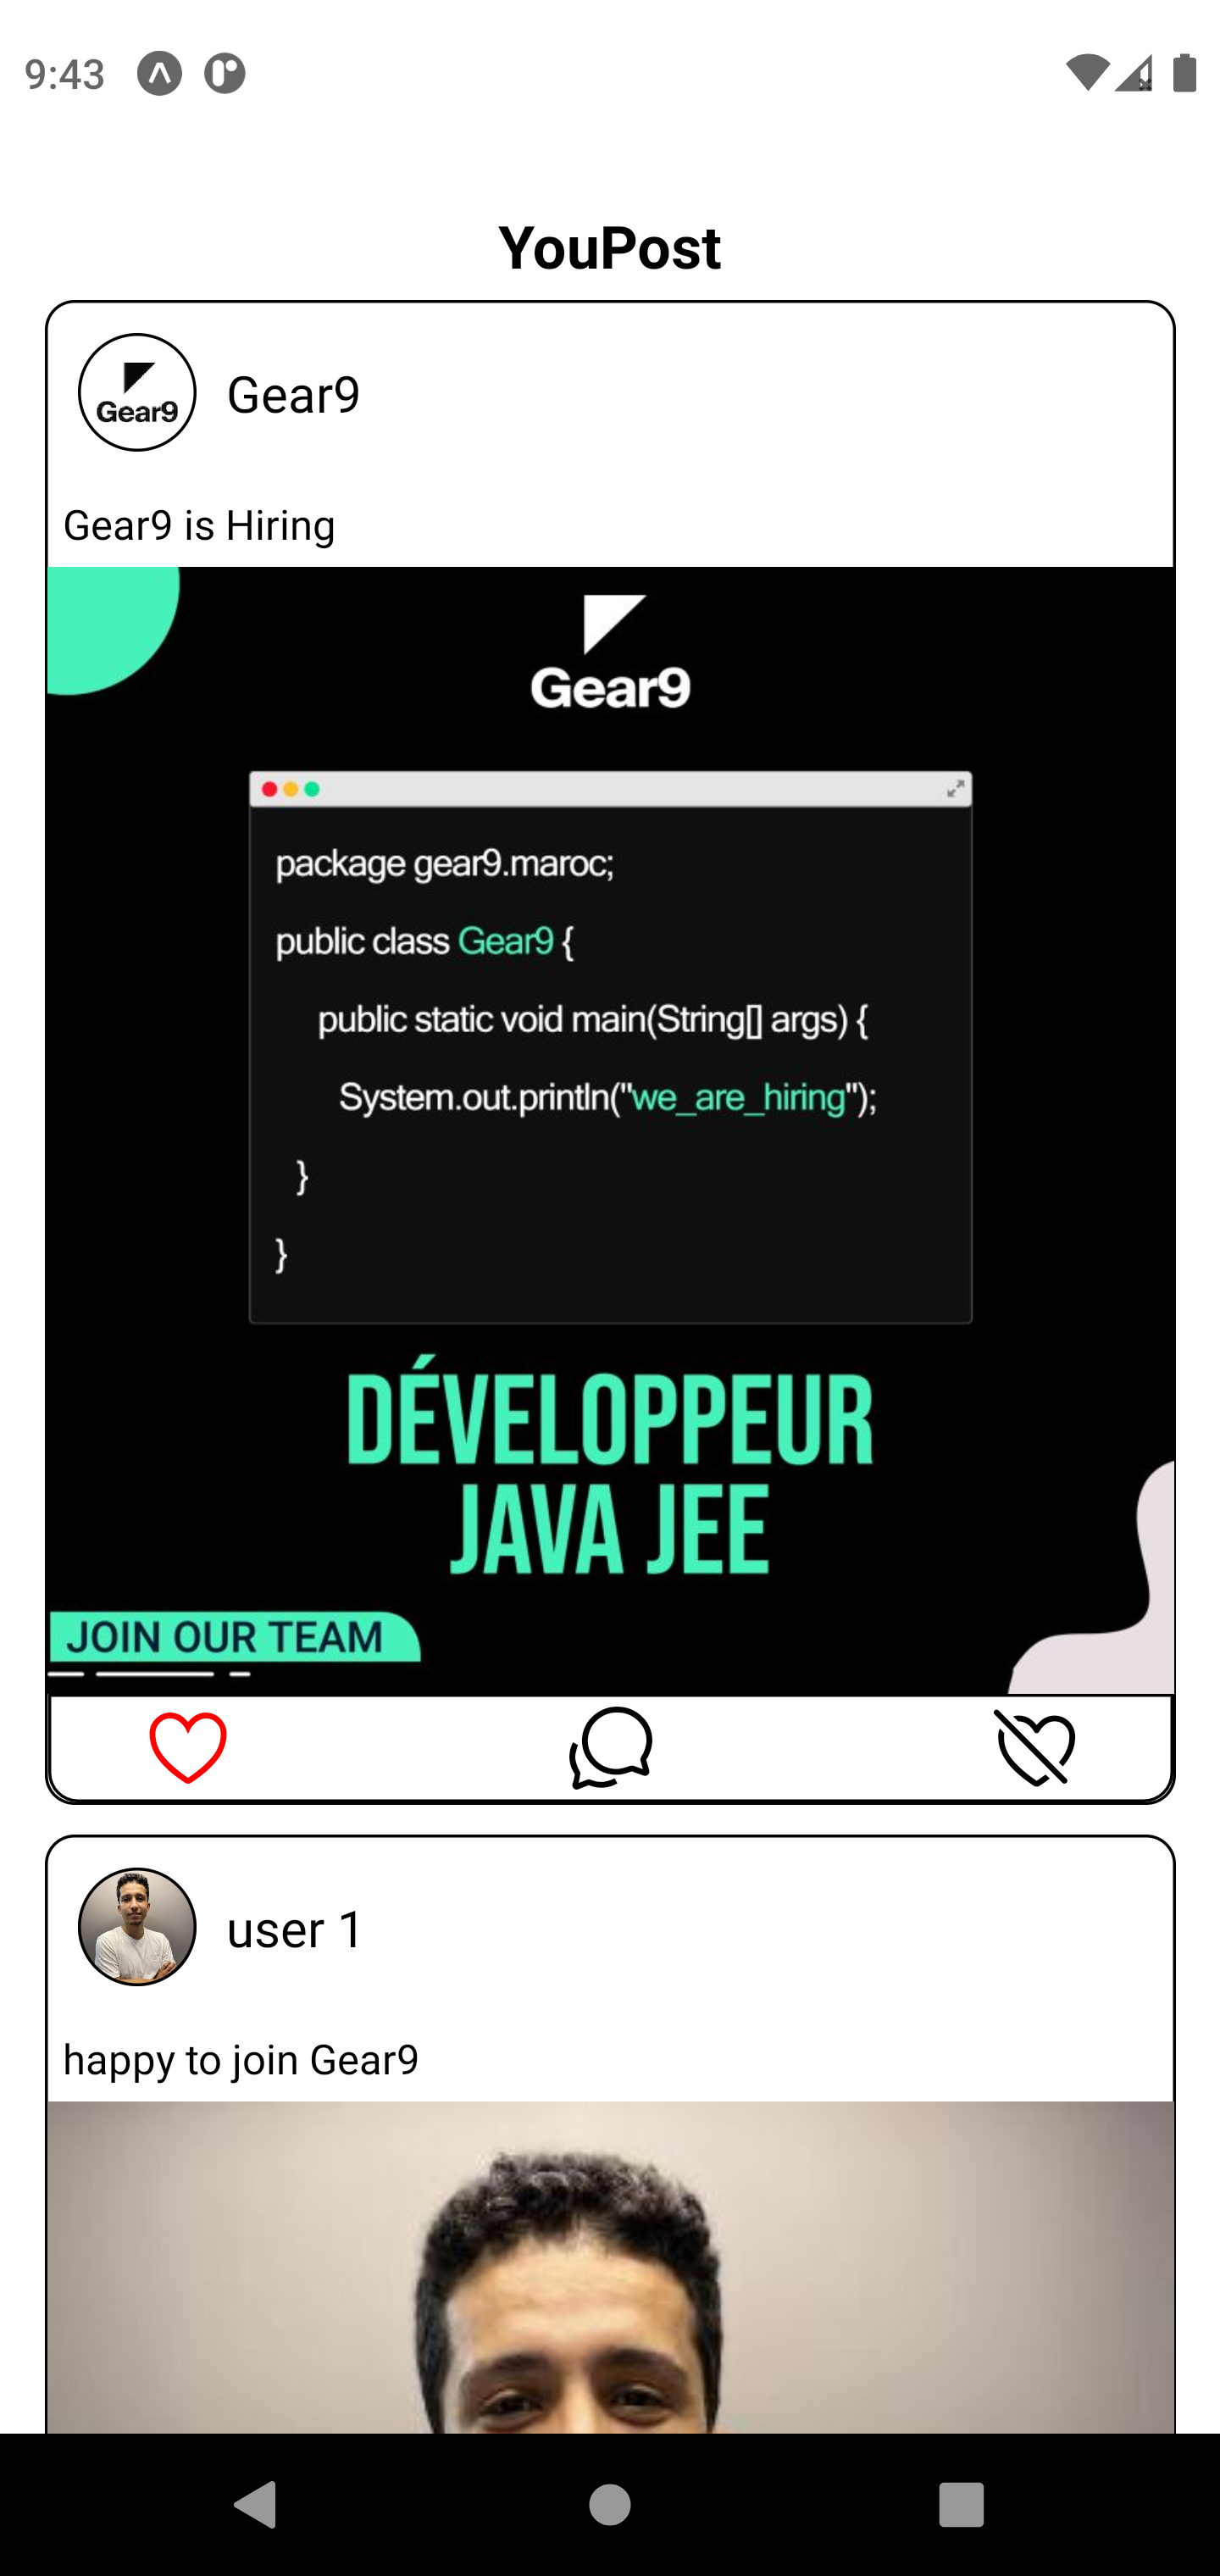 9:43
YouPost
Gear9
Gear9
Gear9 is Hiring
Gear9
package gear9.maroc;
public class Gear9 {
public static void main(String[] args) {
System.out.println("we_are_hiring");
}
}
DÉVELOPPEUR
JAVA JEE
JOIN OUR TEAM
user 1
happy to join Gear9